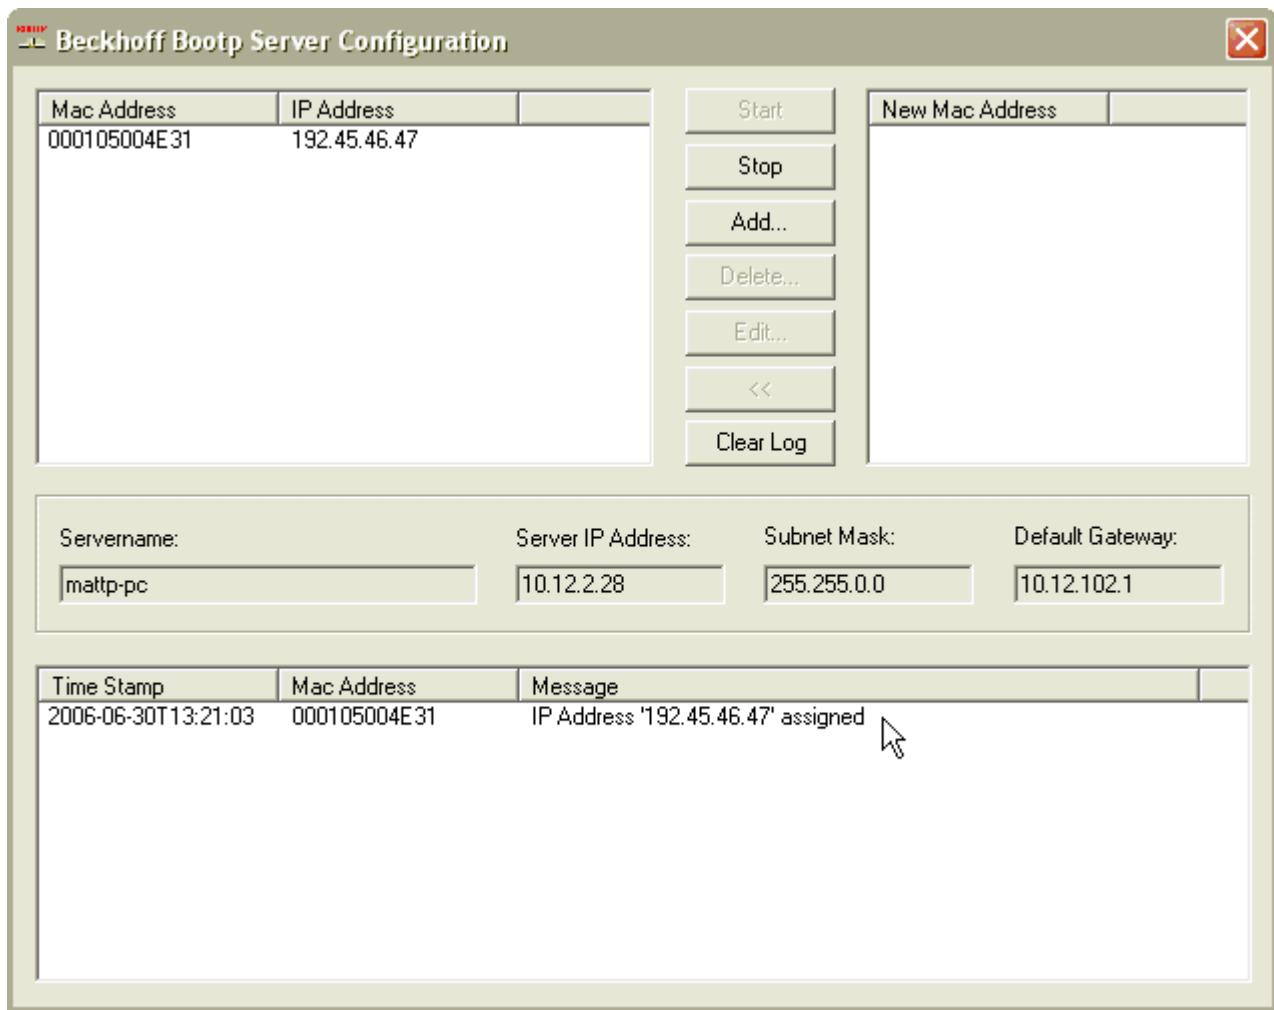 Beckhoff Bootp Server Configuration
Mac Address IP Address
000105004E31 192.45.46.47
Start
Stop
Add...
Delete...
Edit...
<<
Clear Log
New Mac Address
Servername: Server IP Address: Subnet Mask: Default Gateway:
mattp-pc 10.12.2.28 255.255.0.0 10.12.102.1
Time Stamp Mac Address Message
2006-06-30T13:21:03 000105004E31 IP Address '192.45.46.47' assigned